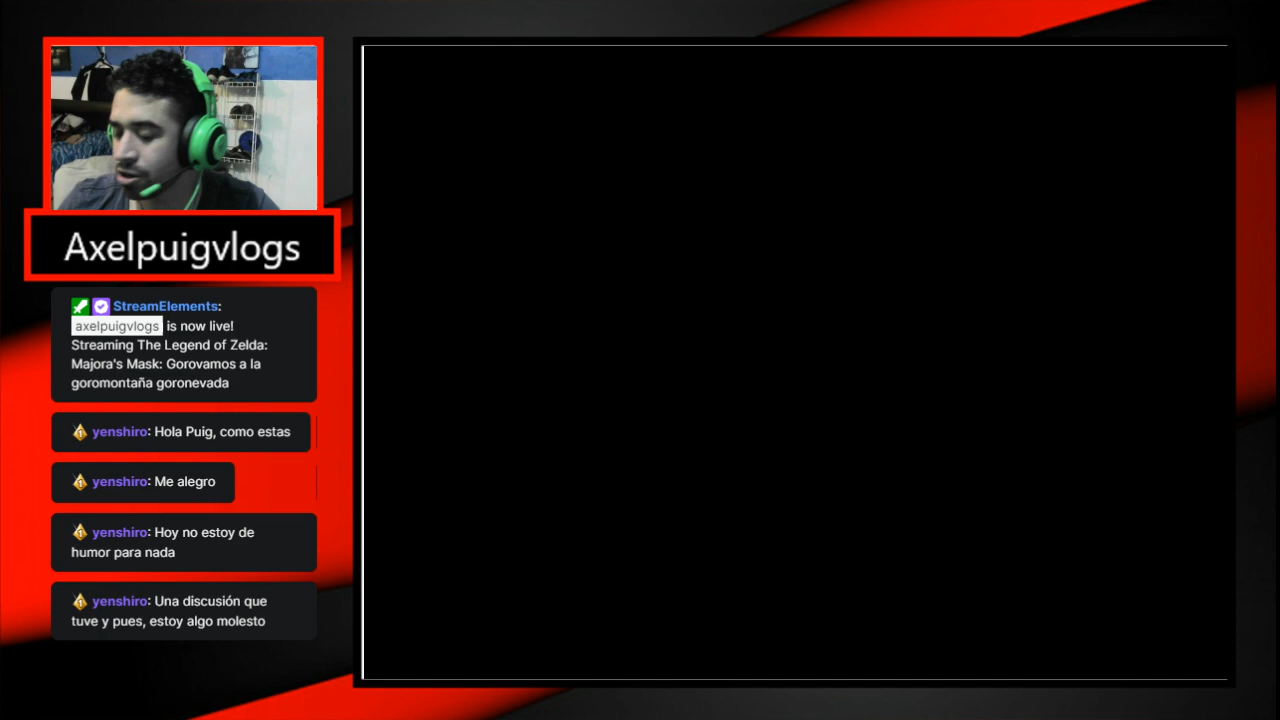 Axelpuigvlogs
StreamElements:
axelpuigvlogs is now live!
Streaming The Legend of Zelda:
Majora's Mask: Gorovamos a la
goromontaña goronevada
yenshiro: Hola Puig, como estas
yenshiro: Me alegro
yenshiro: Hoy no estoy de
humor para nada
yenshiro: Una discusión que
tuve y pues, estoy algo molesto